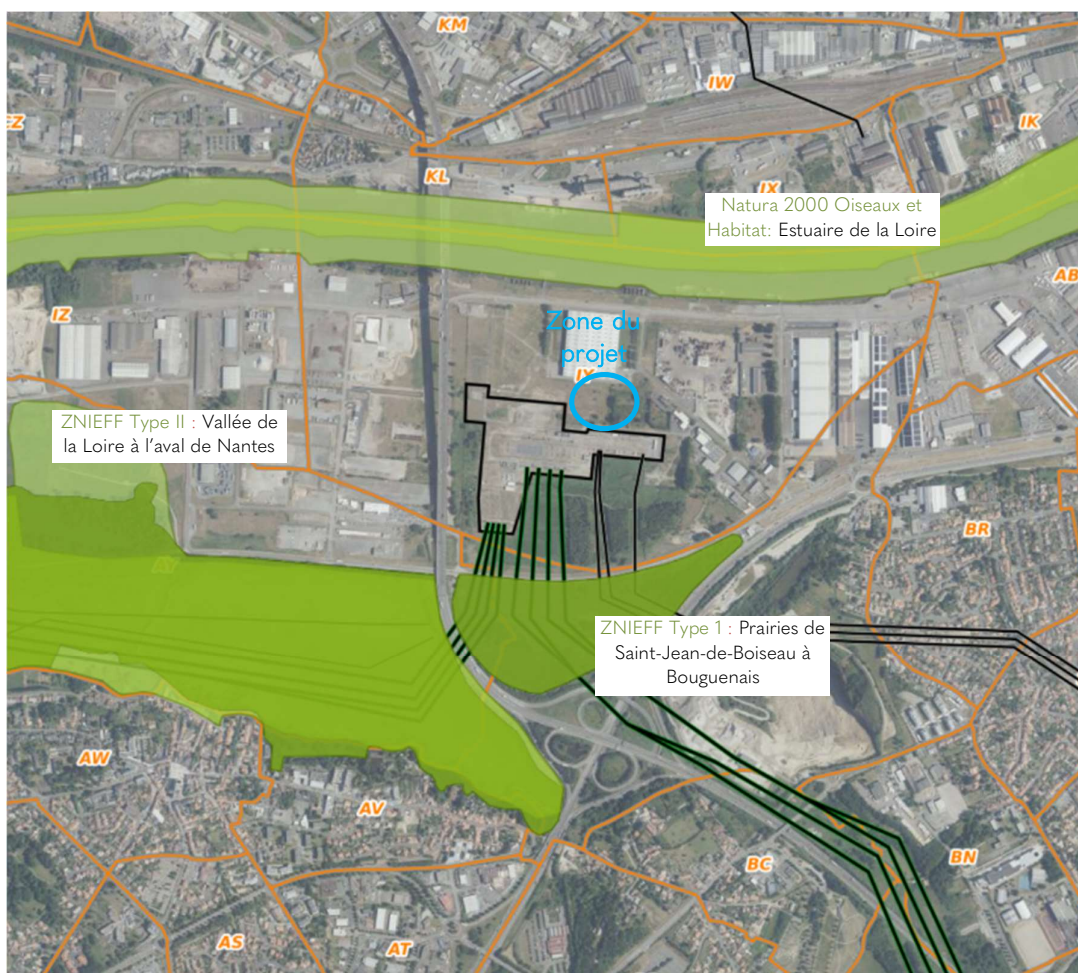 KM
IW
EZ
IK
KL
IX
Natura 2000 Oiseaux et
Habitat: Estuaire de la Loire
AB
IZ
Zone du
projet
IY
ZNIEFF Type II : Vallée de
la Loire à l'aval de Nantes
BR
ZNIEFF Type 1 : Prairies de
Saint-Jean-de-Boiseau à
Bouguenais
AW
AV
BC
BN
AS
AT